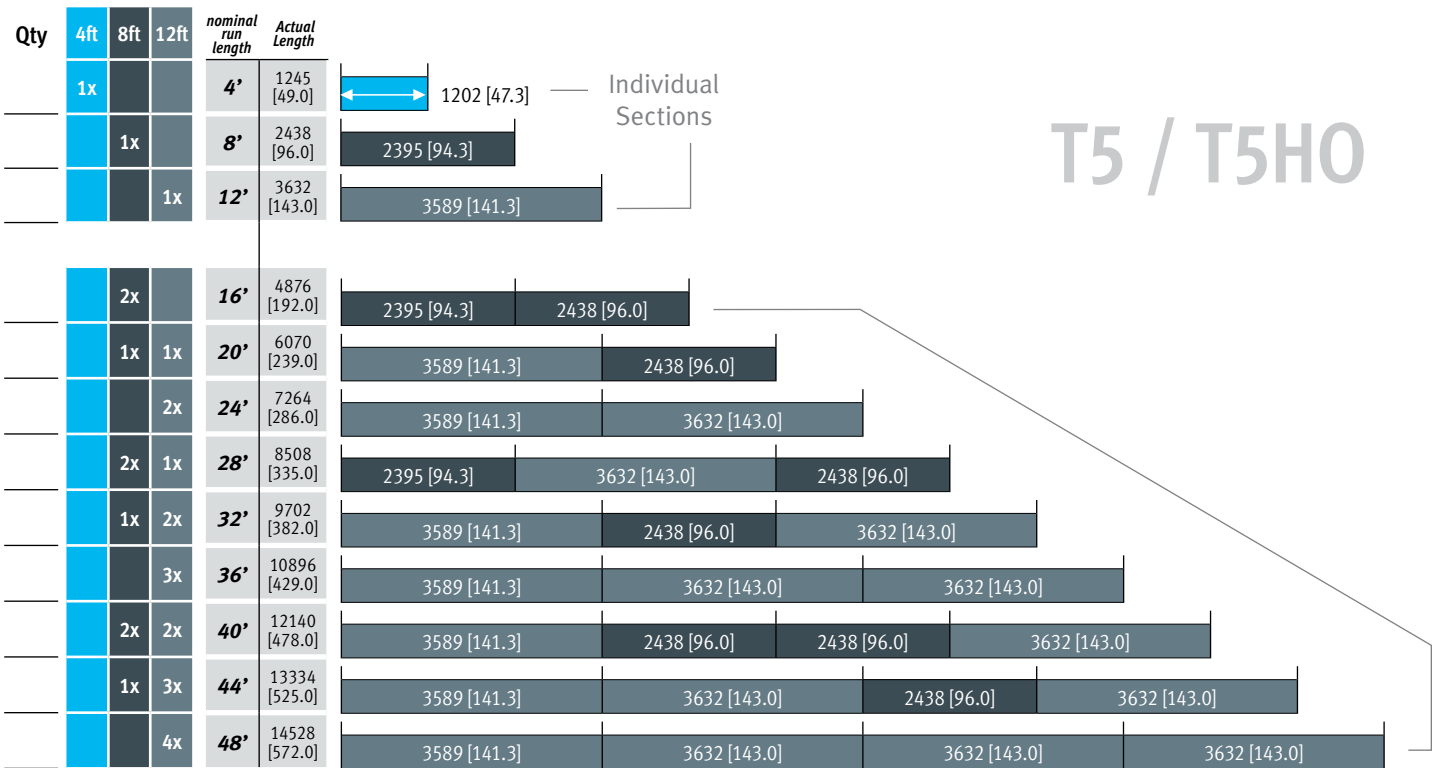 Qty 4ft 8ft 12ft nominal run length Actual Length
T5 / T5HO
Individual
Sections
1x 4’ 1245 [49.0] 1202 [47.3]
1x 8’ 2438 [96.0] 2395 [94.3]
1x 12’ 3632 [143.0] 3589 [141.3]
2x 16’ 4876 [192.0] 2395 [94.3] 2438 [96.0]
1x 1x 20’ 6070 [239.0] 3589 [141.3] 2438 [96.0]
2x 24’ 7264 [286.0] 3589 [141.3] 3632 [143.0]
2x 1x 28’ 8508 [335.0] 2395 [94.3] 3632 [143.0] 2438 [96.0]
1x 2x 32’ 9702 [382.0] 3589 [141.3] 2438 [96.0] 3632 [143.0]
3x 36’ 10896 [429.0] 3589 [141.3] 3632 [143.0] 3632 [143.0]
2x 2x 40’ 12140 [478.0] 3589 [141.3] 2438 [96.0] 2438 [96.0] 3632 [143.0]
1x 3x 44’ 13334 [525.0] 3589 [141.3] 3632 [143.0] 2438 [96.0] 3632 [143.0]
4x 48’ 14528 [572.0] 3589 [141.3] 3632 [143.0] 3632 [143.0] 3632 [143.0]